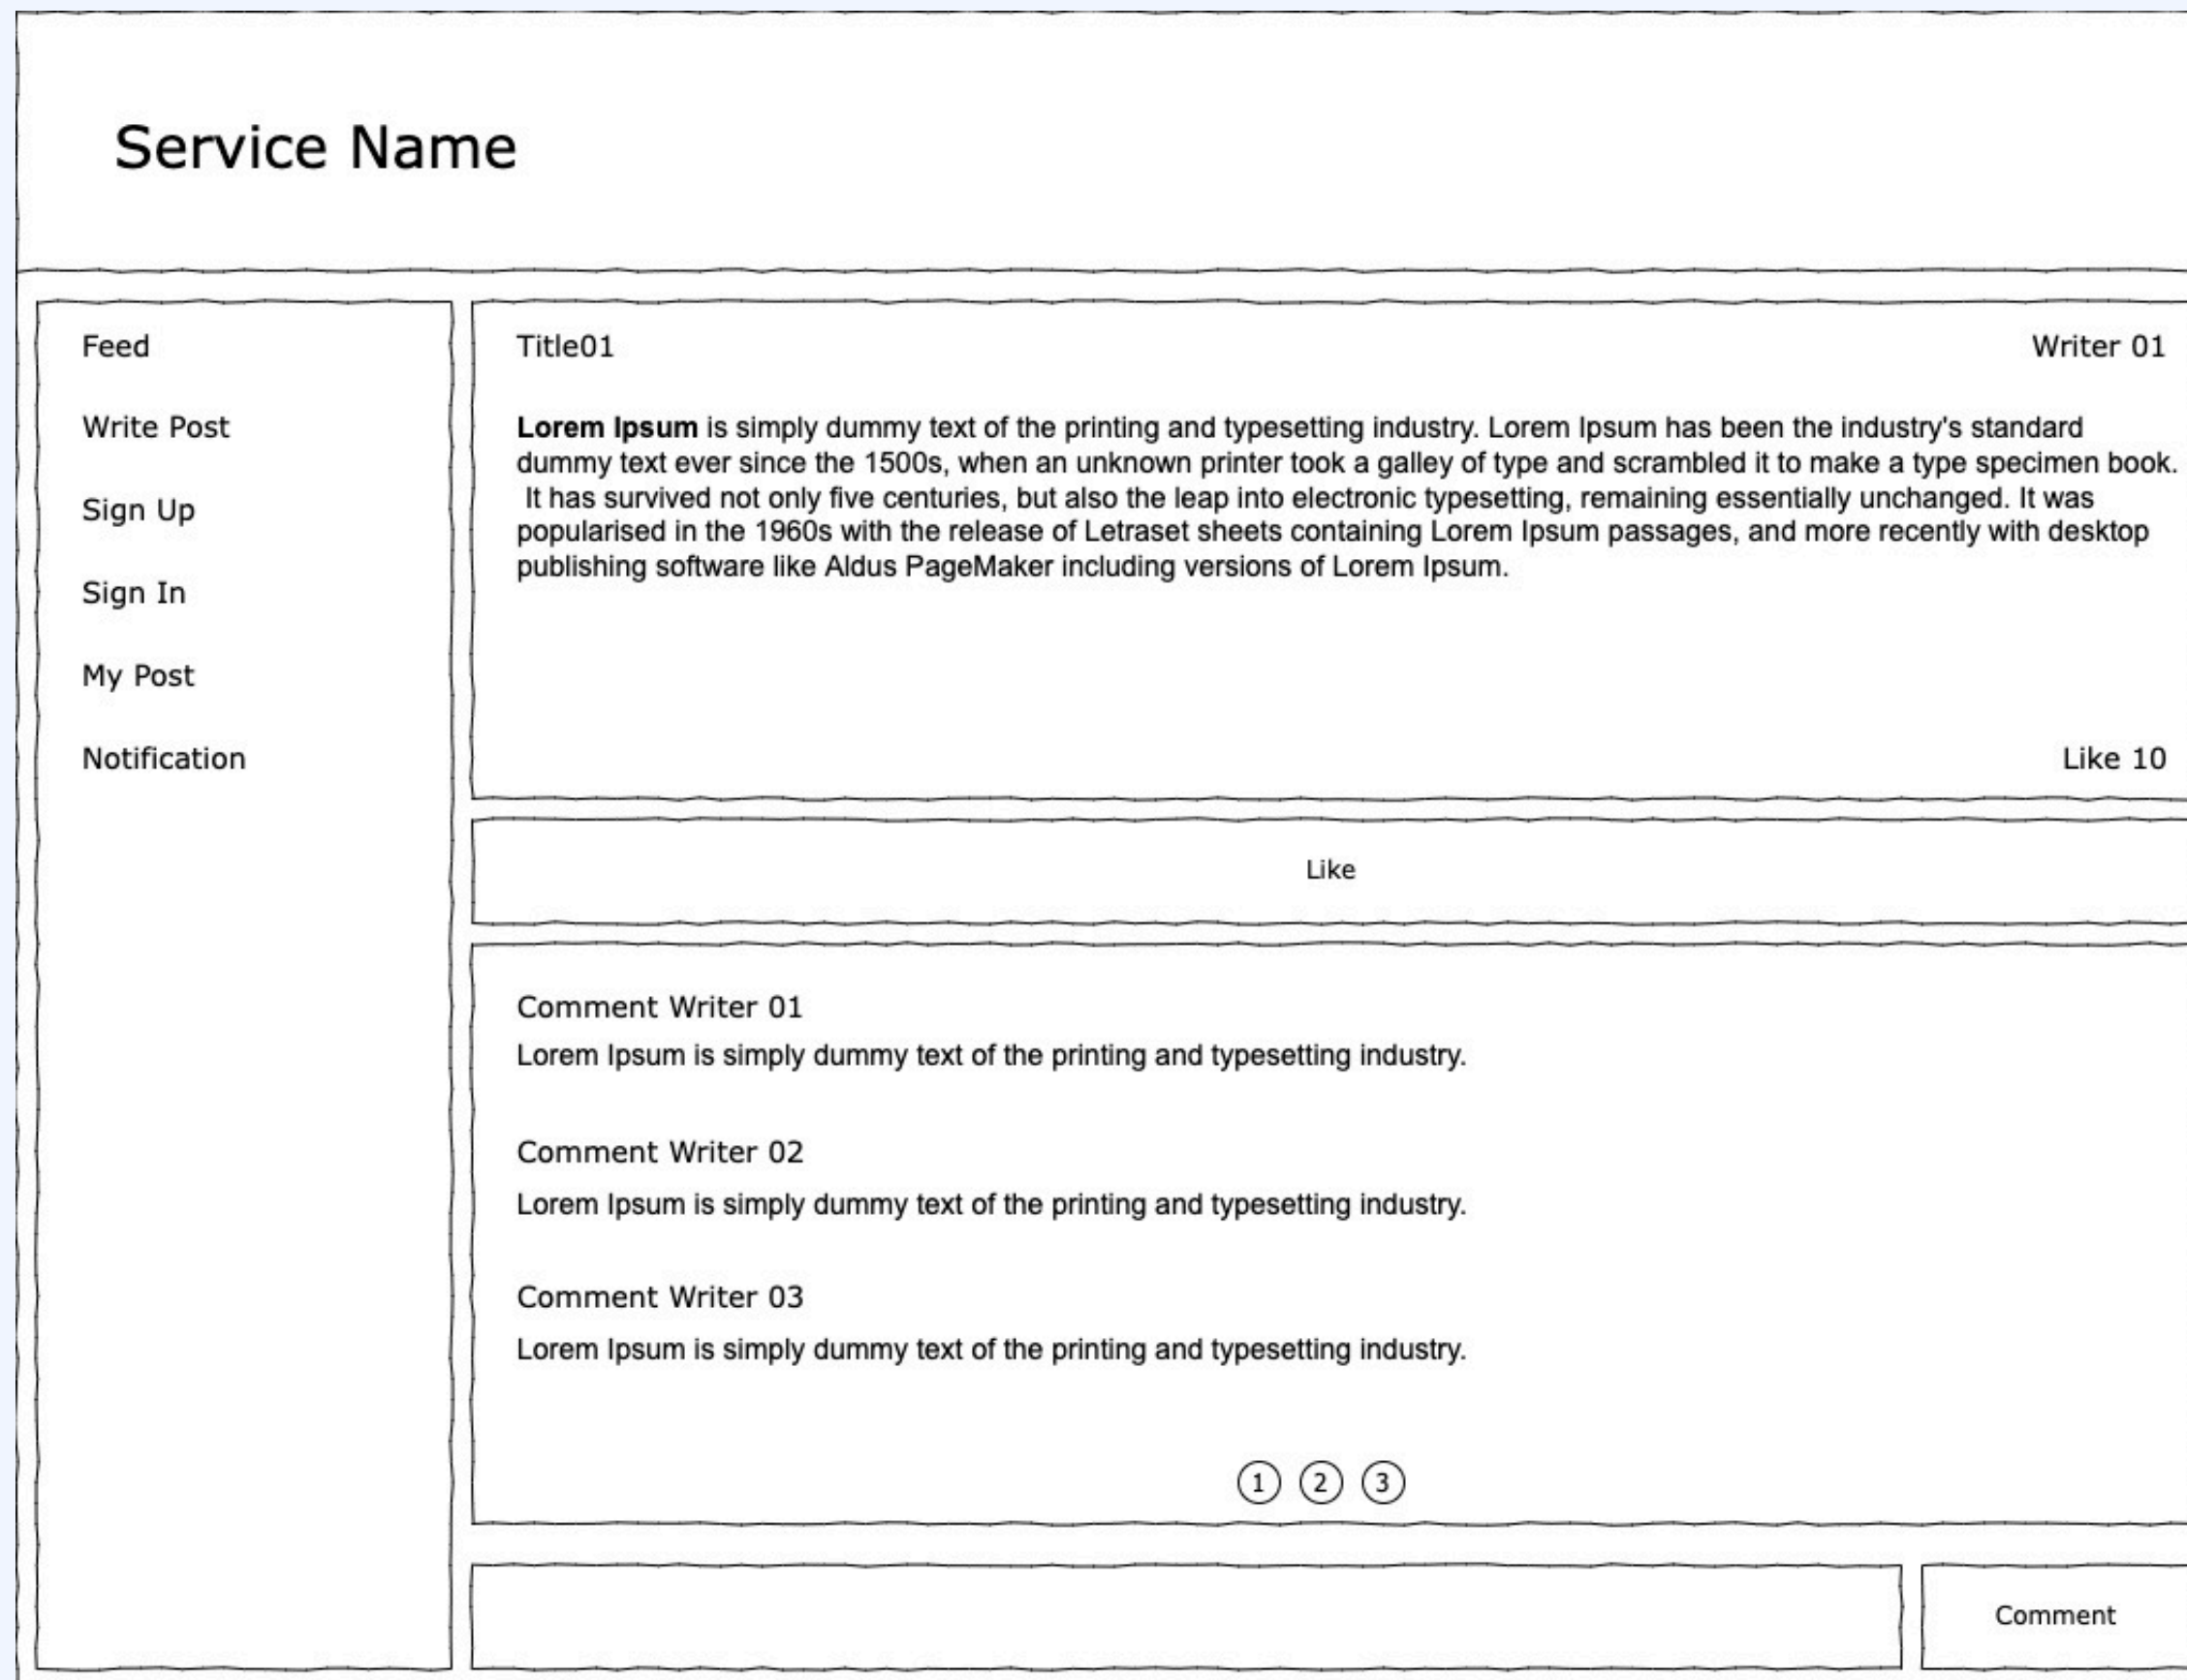 Service Name
Feed
Write Post
Sign Up
Sign In
My Post
Notification
Title01
Writer 01
Lorem Ipsum is simply dummy text of the printing and typesetting industry. Lorem Ipsum has been the industry's standard
dummy text ever since the 1500s, when an unknown printer took a galley of type and scrambled it to make a type specimen book.
It has survived not only five centuries, but also the leap into electronic typesetting, remaining essentially unchanged. It was
popularised in the 1960s with the release of Letraset sheets containing Lorem Ipsum passages, and more recently with desktop
publishing software like Aldus PageMaker including versions of Lorem Ipsum.
Like 10
Like
Comment Writer 01
Lorem Ipsum is simply dummy text of the printing and typesetting industry.
Comment Writer 02
Lorem Ipsum is simply dummy text of the printing and typesetting industry.
Comment Writer 03
Lorem Ipsum is simply dummy text of the printing and typesetting industry.
1 2 3
Comment